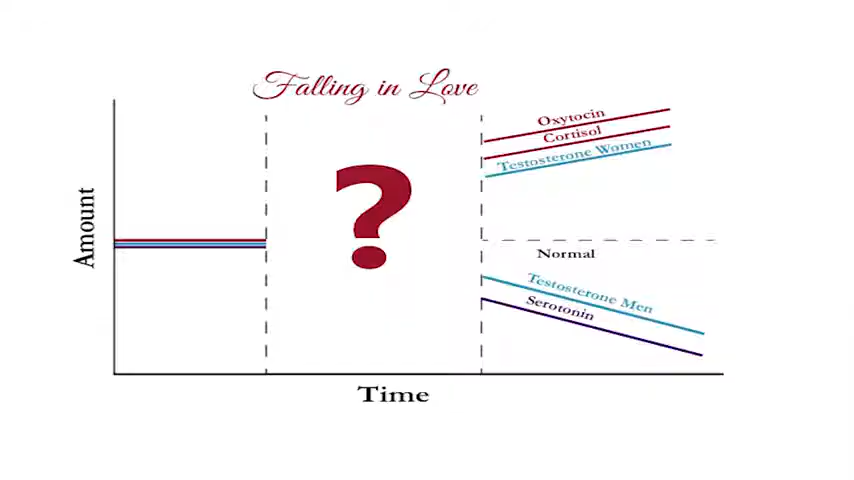 Falling in Love
Oxytocin
Cortisol
Testosterone Women
?
Amount
Normal
Testosterone Men
Serotonin
Time